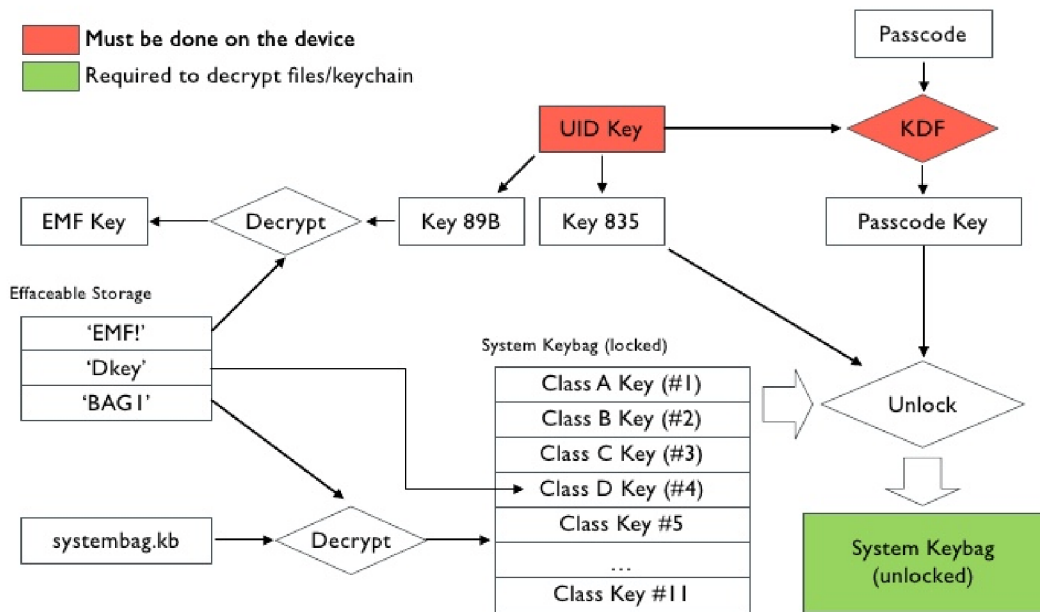 Must be done on the device
Required to decrypt files/keychain
Passcode
UID Key
KDF
EMF Key
Decrypt
Key 89B
Key 835
Passcode Key
Effaceable Storage
‘EMF!’
‘Dkey’
‘BAG1’
System Keybag (locked)
Class A Key (#1)
Class B Key (#2)
Class C Key (#3)
Class D Key (#4)
Class Key #5
...
Class Key #11
Unlock
systembag.kb
Decrypt
System Keybag
(unlocked)